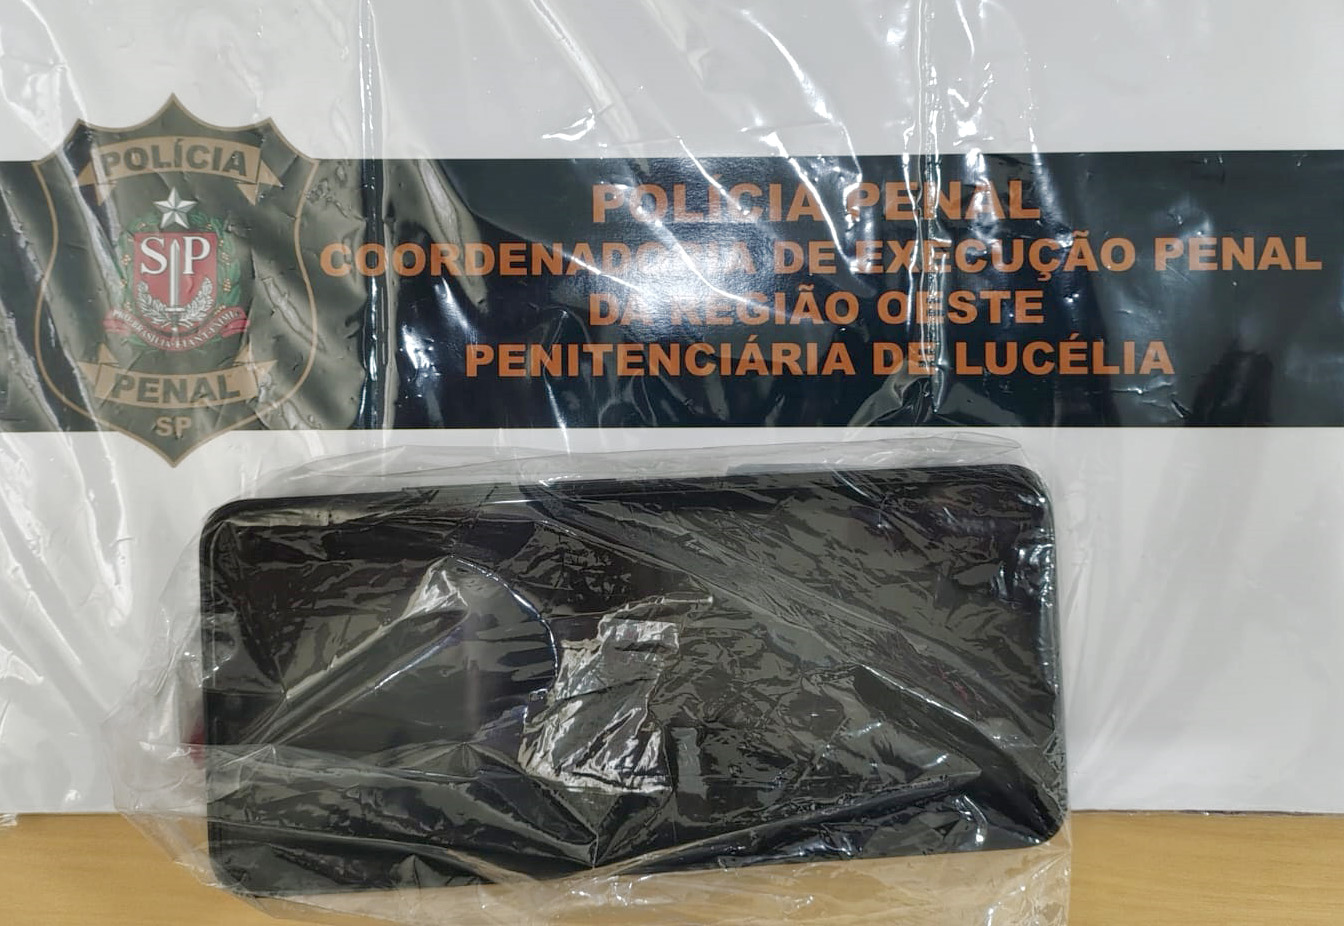 POLÍCIA
SP
PENAL
SP
POLÍCIA PENAL
COORDENADORIA DE EXECUÇÃO PENAL
DA REGIÃO OESTE
PENITENCIÁRIA DE LUCÉLIA